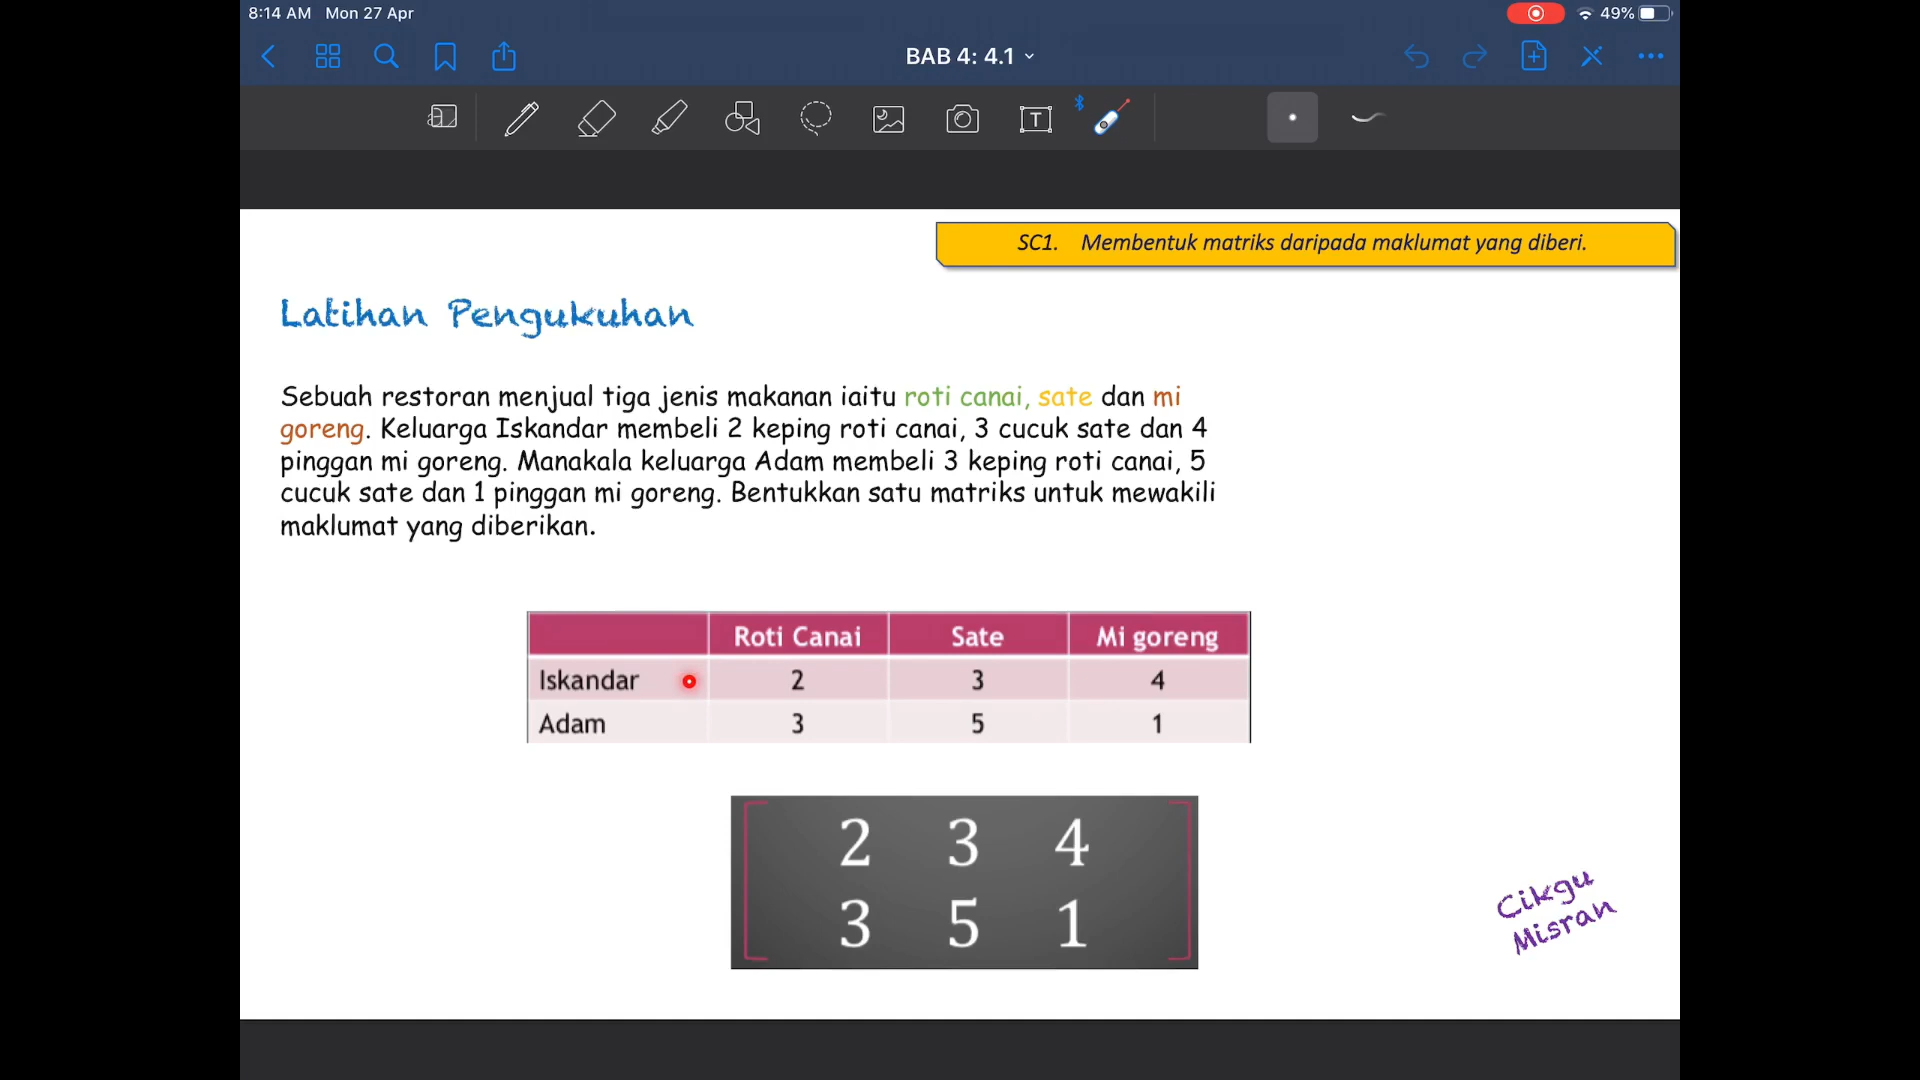 8:14 AM Mon 27 Apr
49%
BAB 4: 4.1
T
SC1. Membentuk matriks daripada maklumat yang diberi.
Latihan Pengukuhan
Sebuah restoran menjual tiga jenis makanan iaitu roti canai, sate dan mi
goreng. Keluarga Iskandar membeli 2 keping roti canai, 3 cucuk sate dan 4
pinggan mi goreng. Manakala keluarga Adam membeli 3 keping roti canai, 5
cucuk sate dan 1 pinggan mi goreng. Bentukkan satu matriks untuk mewakili
maklumat yang diberikan.
Roti Canai Sate Mi goreng
Iskandar 2 3 4
Adam 3 5 1
2 3 4
3 5 1
Cikgu
Misran